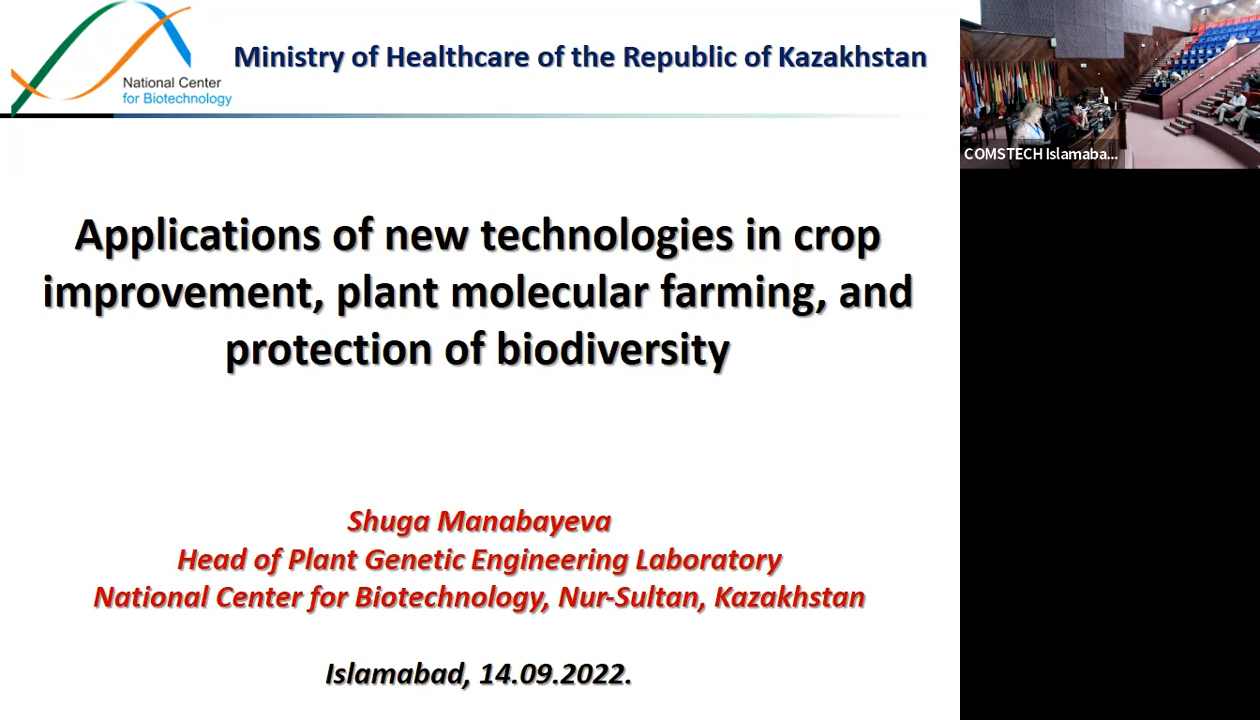 National Center
for Biotechnology
Ministry of Healthcare of the Republic of Kazakhstan
COMSTECH Islamaba...
Applications of new technologies in crop
improvement, plant molecular farming, and
protection of biodiversity
Shuga Manabayeva
Head of Plant Genetic Engineering Laboratory
National Center for Biotechnology, Nur-Sultan, Kazakhstan
Islamabad, 14.09.2022.